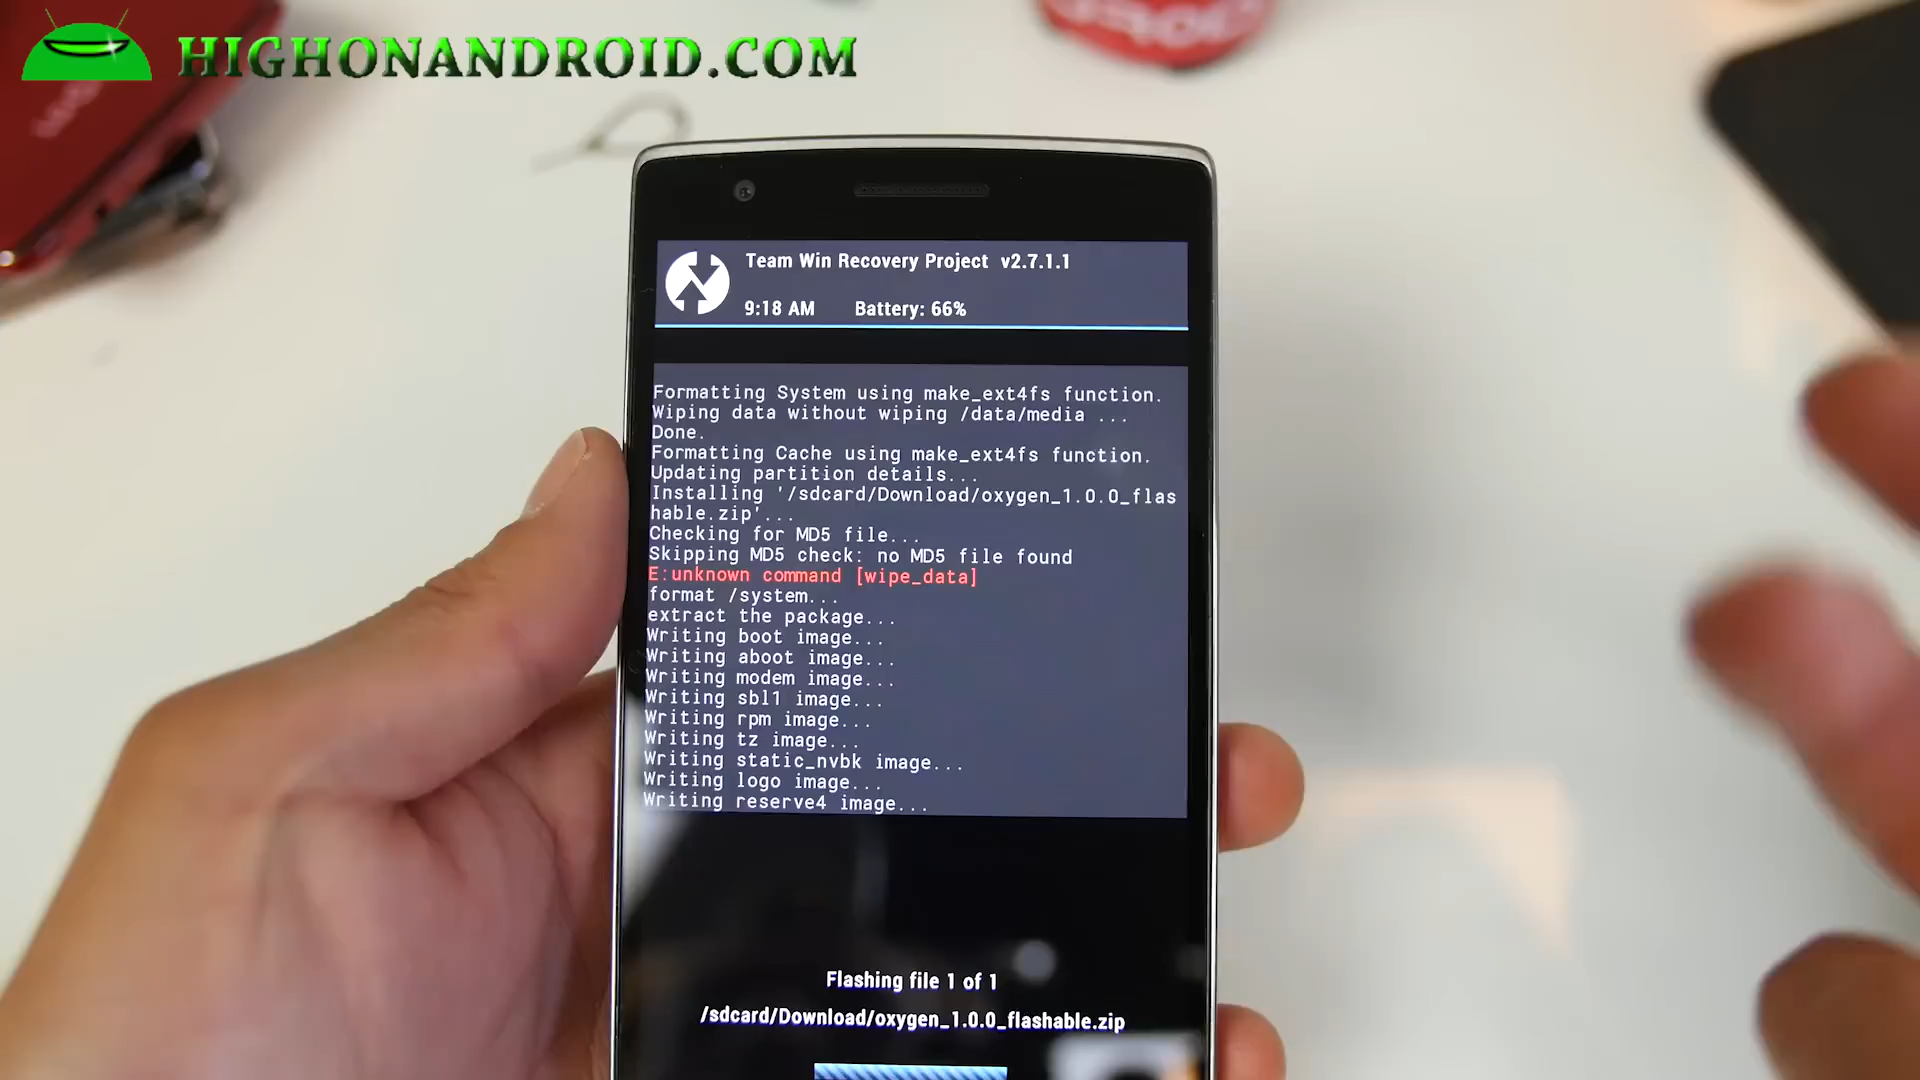 HIGHONANDROID.COM
Team Win Recovery Project v2.7.1.1
9:18 AM Battery: 66%
Formatting System using make_ext4fs function.
Wiping data without wiping /data/media ...
Done.
Formatting Cache using make_ext4fs function.
Updating partition details...
Installing '/sdcard/Download/oxygen_1.0.0_flas
hable.zip'...
Checking for MD5 file...
Skipping MD5 check: no MD5 file found
E:unknown command [wipe_data]
format /system...
extract the package...
Writing boot image...
Writing aboot image...
Writing modem image...
Writing sbl1 image...
Writing rpm image...
Writing tz image...
Writing static_nvbk image...
Writing logo image...
Writing reserve4 image...
Flashing file 1 of 1
/sdcard/Download/oxygen_1.0.0_flashable.zip